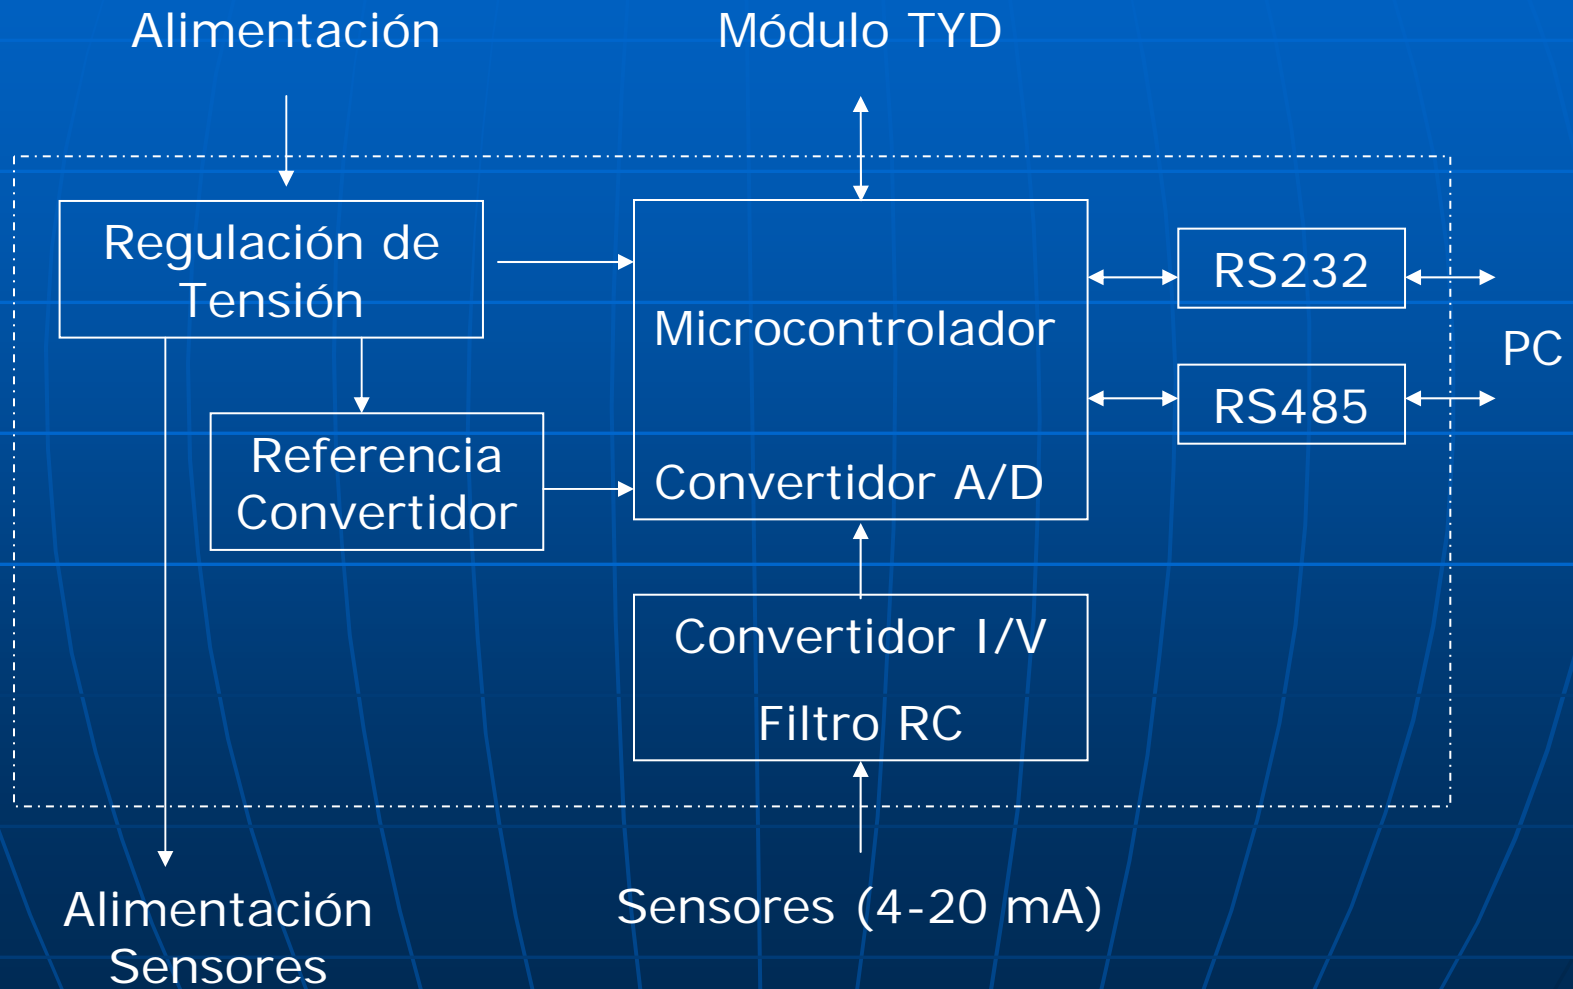 Alimentación
Módulo TYD
Regulación de
Tensión
Microcontrolador
RS232
PC
RS485
Referencia
Convertidor
Convertidor A/D
Convertidor I/V
Filtro RC
Alimentación
Sensores
Sensores (4-20 mA)